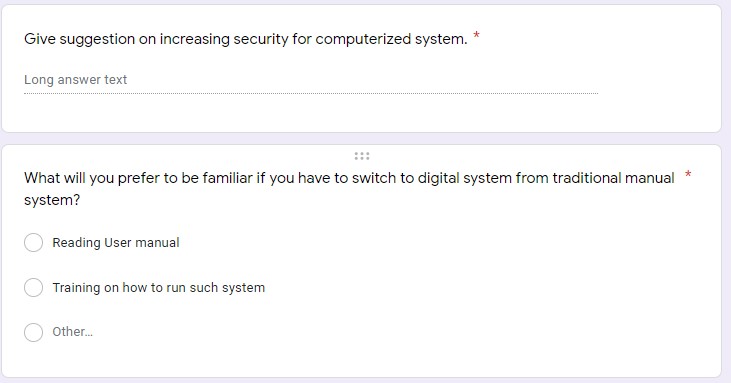 Give suggestion on increasing security for computerized system. *
Long answer text
What will you prefer to be familiar if you have to switch to digital system from traditional manual *
system?
Reading User manual
Training on how to run such system
Other...